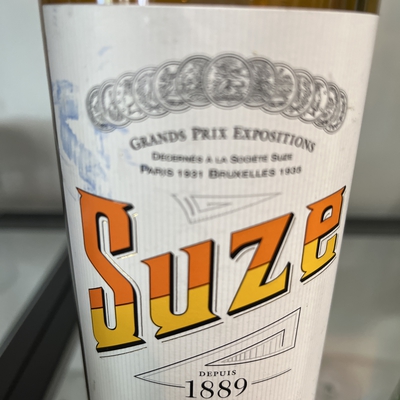 GRANDS PRIX EXPOSITIONS
DÉCERNÉS A LA SOCIÉTÉ SUZE
PARIS 1931 BRUXELLES 1935
Suze
DEPUIS
1889